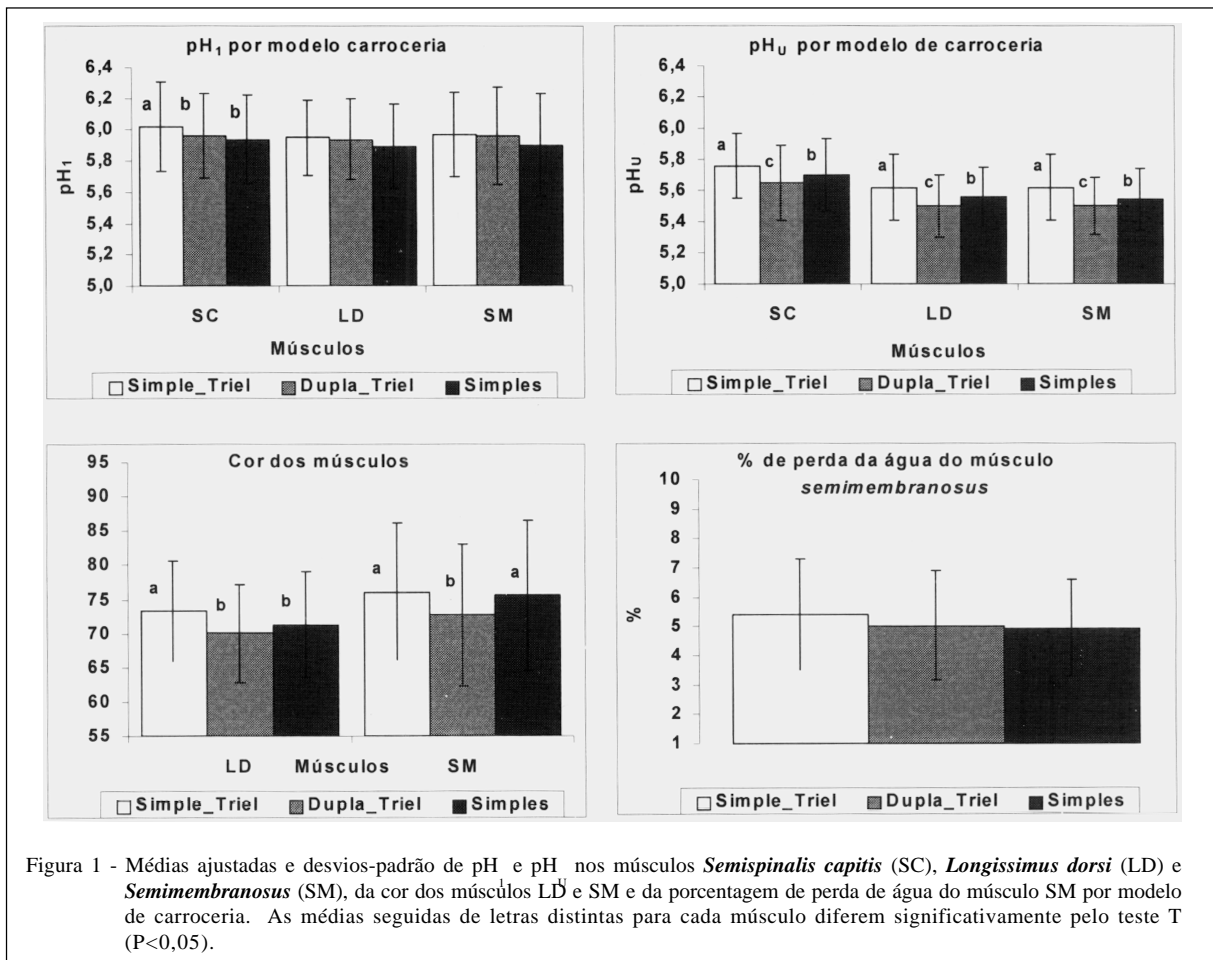 pH1 por modelo carroceria
6,4
6,2
6,0
5,8
5,6
5,4
5,2
5,0
pH1
a b b
SC LD SM
Músculos
Simple_Triel Dupla_Triel Simples
pHU por modelo de carroceria
6,4
6,2
6,0
5,8
5,6
5,4
5,2
5,0
pHU
a c b a c b a c b
SC LD SM
Músculos
Simple_Triel Dupla_Triel Simples
Cor dos músculos
95
90
85
80
75
70
65
60
55
a b b a b a
LD Músculos SM
Simple_Triel Dupla_Triel Simples
% de perda da água do músculo
semimembranosus
10
9
8
7
6
5
4
3
2
1
%
Simple_Triel Dupla_Triel Simples
Figura 1 - Médias ajustadas e desvios-padrão de pH1 e pHU nos músculos Semispinalis capitis (SC), Longissimus dorsi (LD) e
Semimembranosus (SM), da cor dos músculos LD e SM e da porcentagem de perda de água do músculo SM por modelo
de carroceria. As médias seguidas de letras distintas para cada músculo diferem significativamente pelo teste T
(P<0,05).